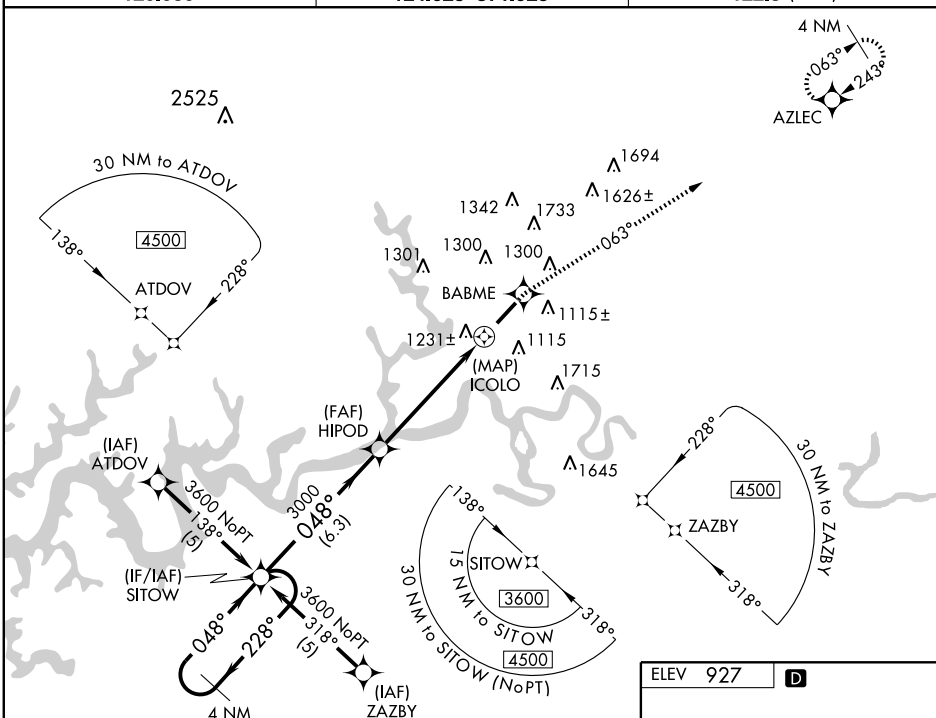 4 NM
063°
243°
AZLEC
2525
30 NM to ATDOV
4500
138°
228°
ATDOV
1694
1626±
1342
1733
063°
1301
1300
1300
BABME
1115±
1231±
1115
(MAP)
ICOLO
1715
(FAF)
HIPOD
(IAF)
ATDOV
3600 NoPT
138°
(5)
3000
048°
(6.3)
1645
228°
4500
30 NM to ZAZBY
ZAZBY
318°
138°
SITOW
3600
15 NM to SITOW
318°
30 NM to SITOW (NoPT)
4500
(IF/IAF)
SITOW
048°
228°
3600 NoPT
318°
(5)
4 NM
(IAF)
ZAZBY
ELEV 927
D